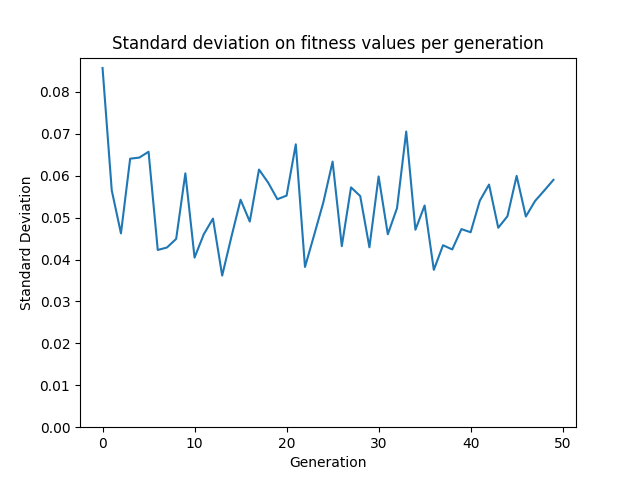 Standard deviation on fitness values per generation
Standard Deviation
0.08
0.07
0.06
0.05
0.04
0.03
0.02
0.01
0.00
0 10 20 30 40 50
Generation